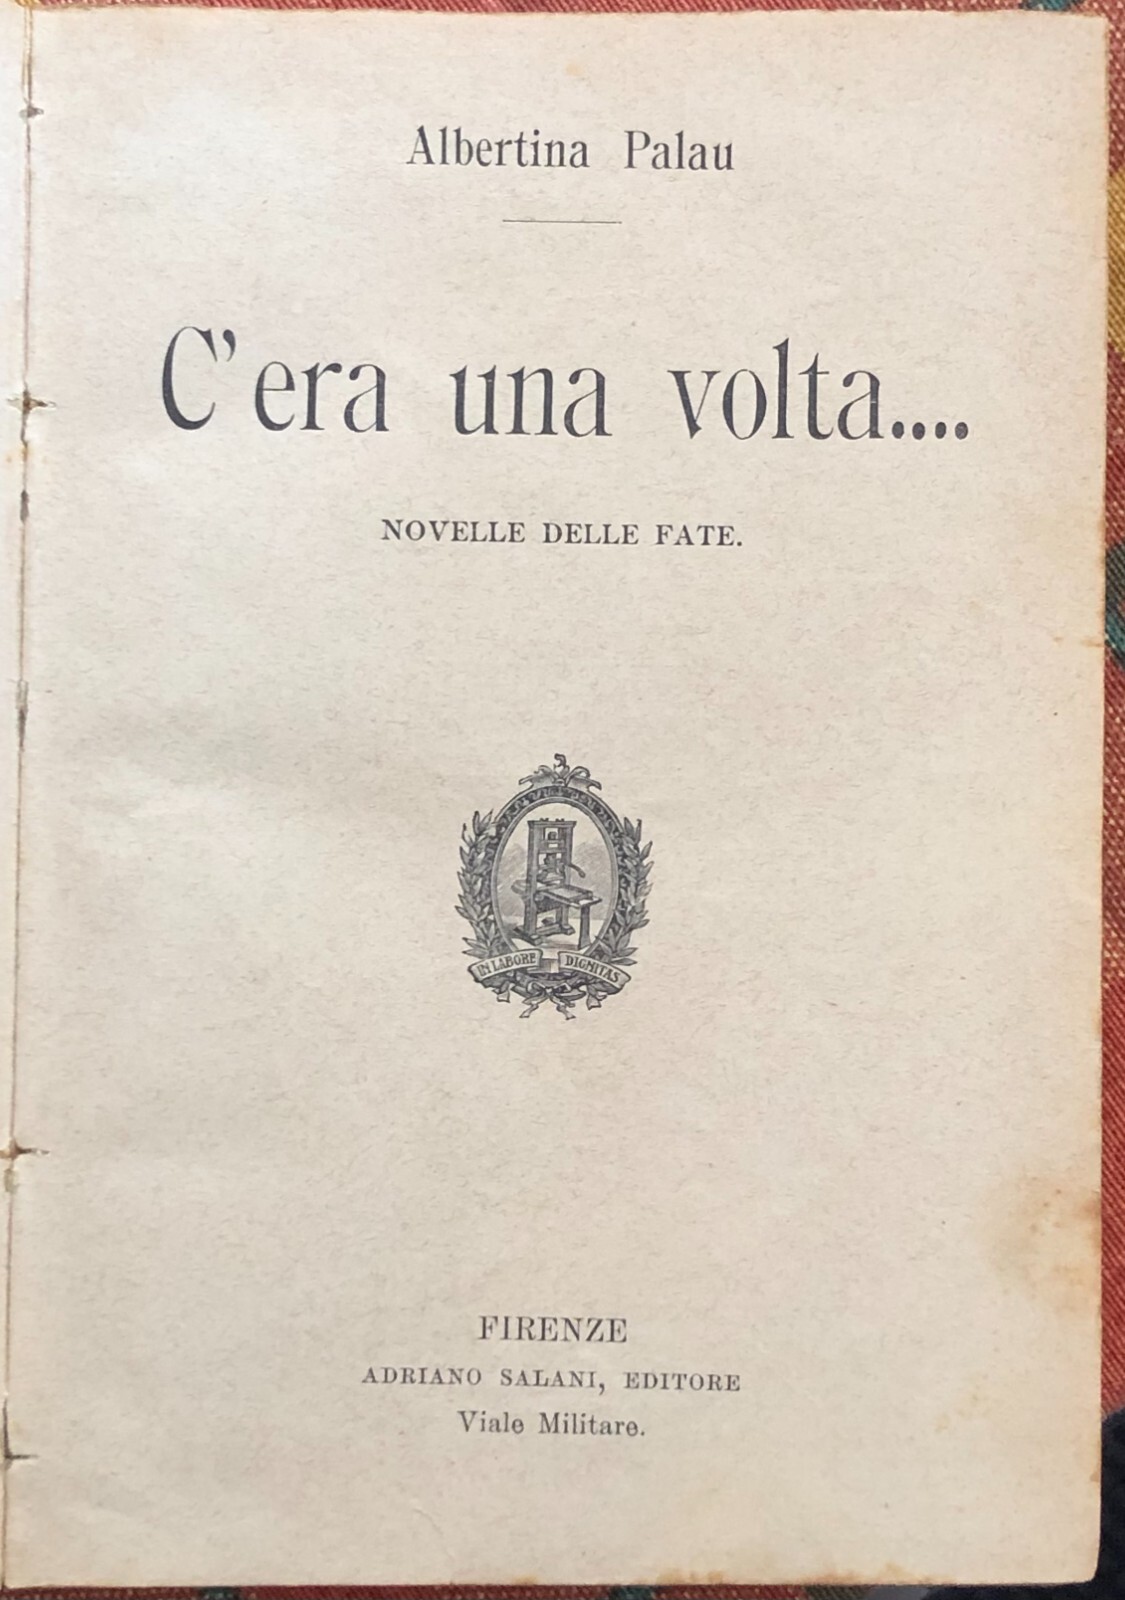 Albertina Palau
C'era una volta....
NOVELLE DELLE FATE.
IN LABORE DIGNITAS
FIRENZE
ADRIANO SALANI, EDITORE
Viale Militare.